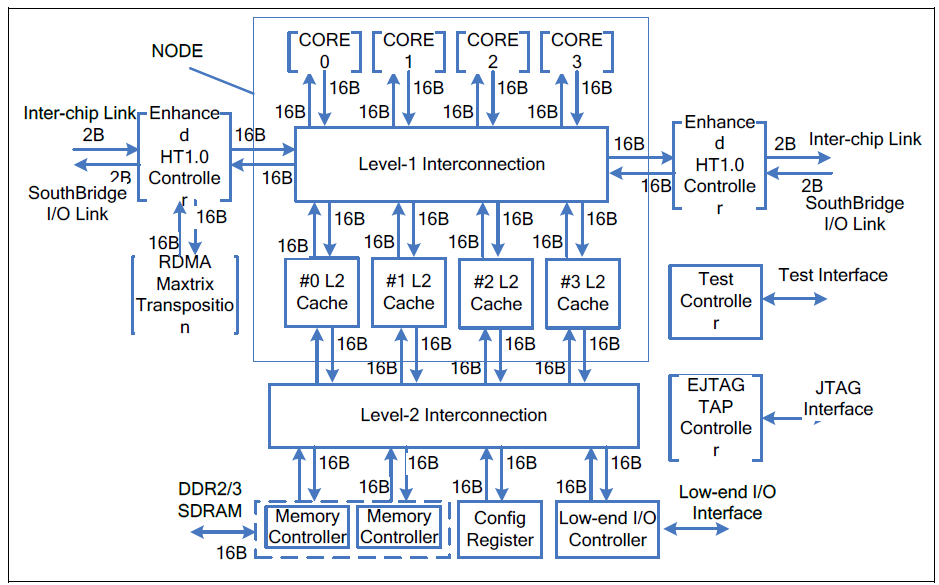 NODE
CORE
0
CORE
1
CORE
2
CORE
3
16B
16B
16B
16B
16B
16B
16B
16B
Inter-chip Link
2B
2B
SouthBridge
I/O Link
Enhance
d
HT1.0
Controlle
r
16B
16B
Level-1 Interconnection
16B
16B
Enhanced
d
HT1.0
Controlle
r
2B
2B
Inter-chip Link
SouthBridge
I/O Link
16B
16B
RDMA
Maxtrix
Transpositio
n
16B
16B
16B
16B
16B
16B
16B
16B
#0 L2
Cache
#1 L2
Cache
#2 L2
Cache
#3 L2
Cache
Test
Controlle
r
Test Interface
16B
16B
16B
16B
16B
16B
16B
16B
Level-2 Interconnection
EJTAG
TAP
Controlle
r
JTAG
Interface
16B
16B
16B
16B
16B
16B
16B
16B
DDR2/3
SDRAM
16B
Memory
Controller
Memory
Controller
Config
Register
Low-end I/O
Controller
Low-end I/O
Interface